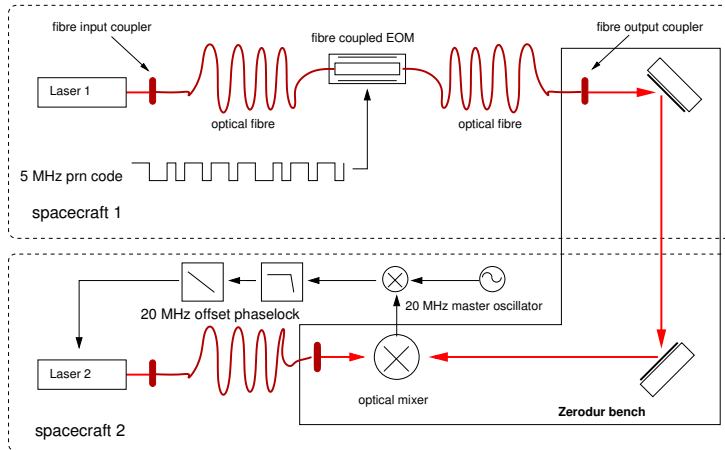 fibre input coupler
fibre coupled EOM
fibre output coupler
Laser 1
optical fibre
optical fibre
5 MHz prn code
spacecraft 1
20 MHz offset phaselock
20 MHz master oscillator
Laser 2
optical mixer
Zerodur bench
spacecraft 2